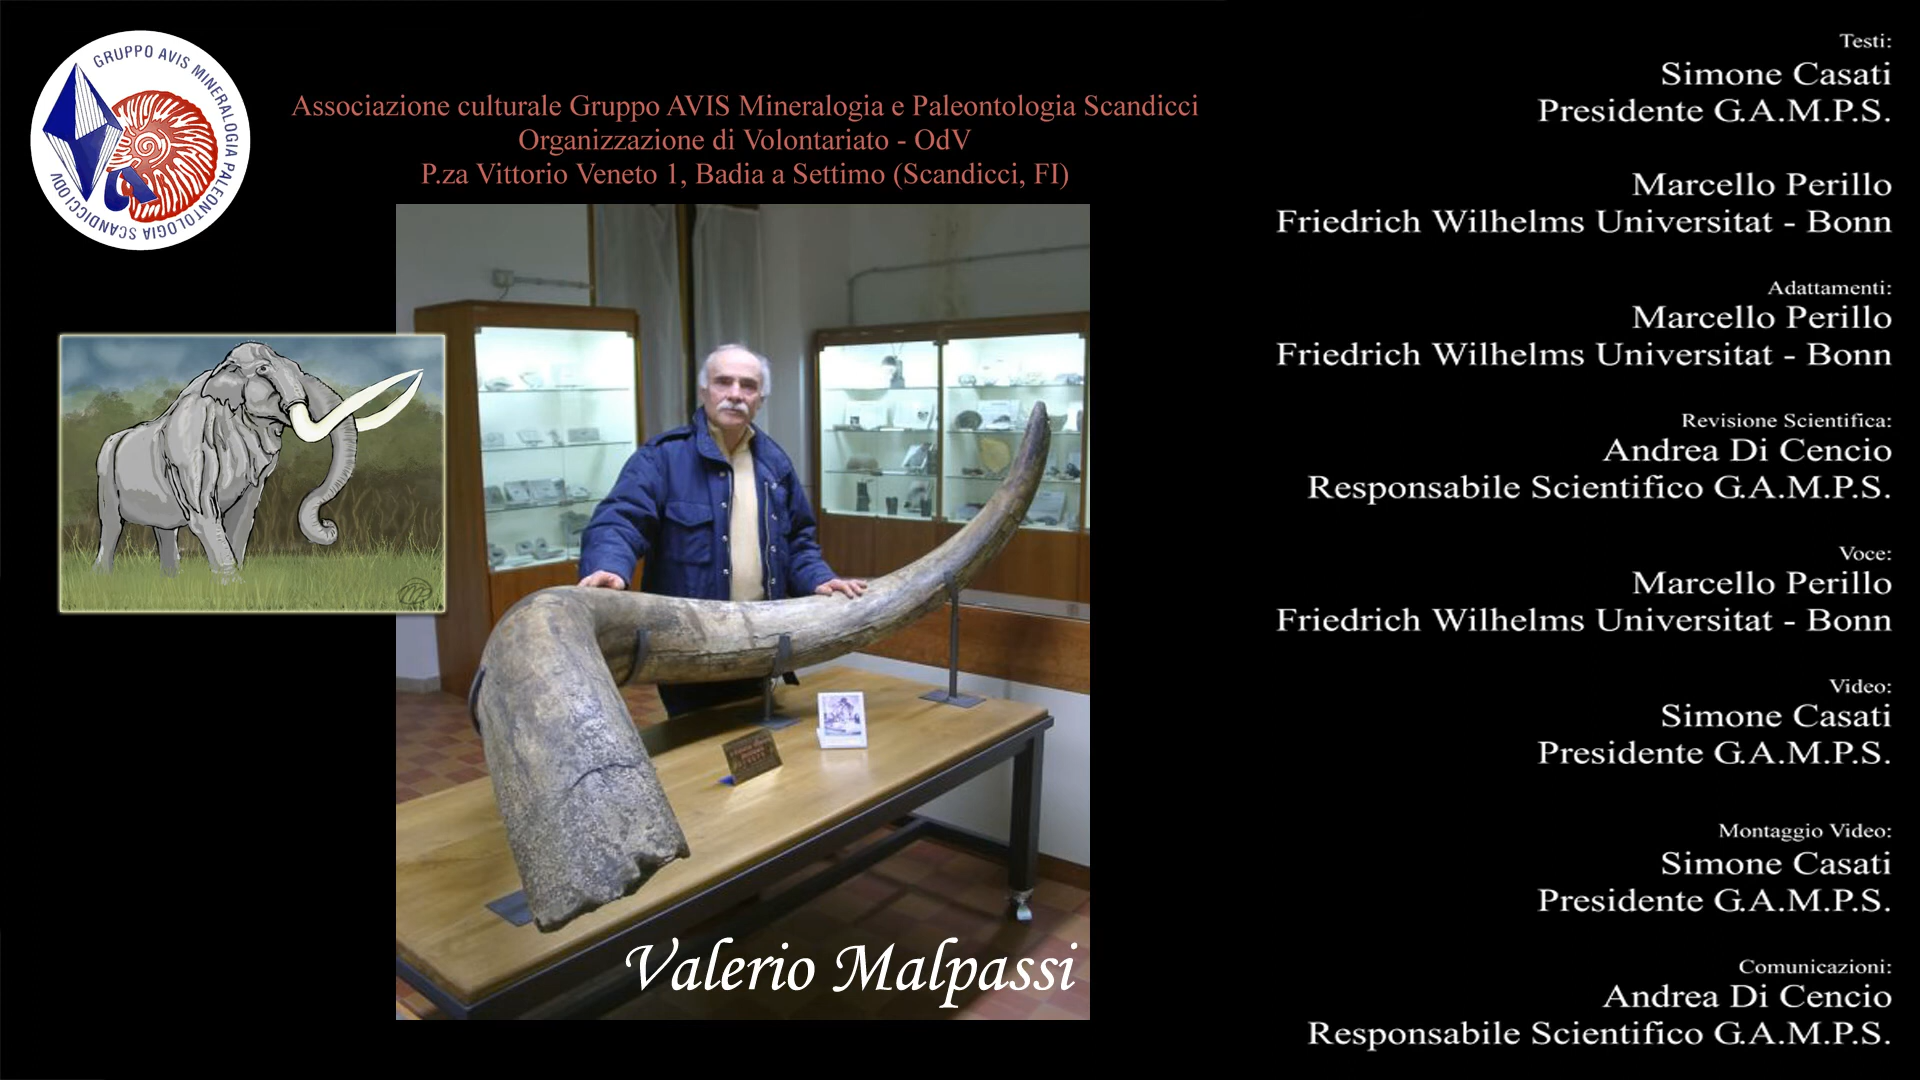 GRUPPO AVIS MINERALOGIA PALEONTOLOGIA SCANDICCI ODV
Associazione culturale Gruppo AVIS Mineralogia e Paleontologia Scandicci
Organizzazione di Volontariato - OdV
P.za Vittorio Veneto 1, Badia a Settimo (Scandicci, FI)
Valerio Malpassi
Testi:
Simone Casati
Presidente G.A.M.P.S.
Marcello Perillo
Friedrich Wilhelms Universitat - Bonn
Adattamenti:
Marcello Perillo
Friedrich Wilhelms Universitat - Bonn
Revisione Scientifica:
Andrea Di Cencio
Responsabile Scientifico G.A.M.P.S.
Voce:
Marcello Perillo
Friedrich Wilhelms Universitat - Bonn
Video:
Simone Casati
Presidente G.A.M.P.S.
Montaggio Video:
Simone Casati
Presidente G.A.M.P.S.
Comunicazioni:
Andrea Di Cencio
Responsabile Scientifico G.A.M.P.S.